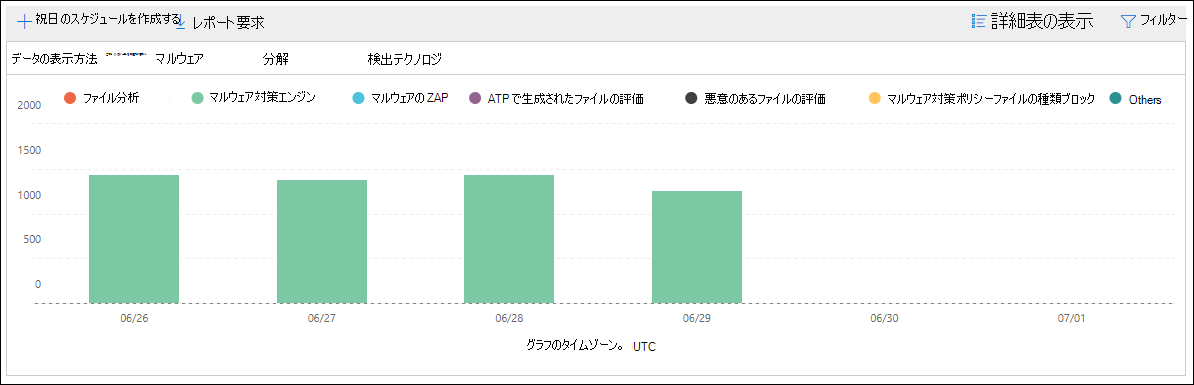 祝日のスケジュールを作成する レポート要求 詳細表の表示 フィルター
データの表示方法 マルウェア 分解 検出テクノロジ
ファイル分析 マルウェア対策エンジン マルウェアの ZAP ATP で生成されたファイルの評価 悪意のあるファイルの評価 マルウェア対策ポリシーファイルの種類ブロック Others
2000
1500
1000
500
0
06/26 06/27 06/28 06/29 06/30 07/01
グラフのタイムゾーン。 UTC